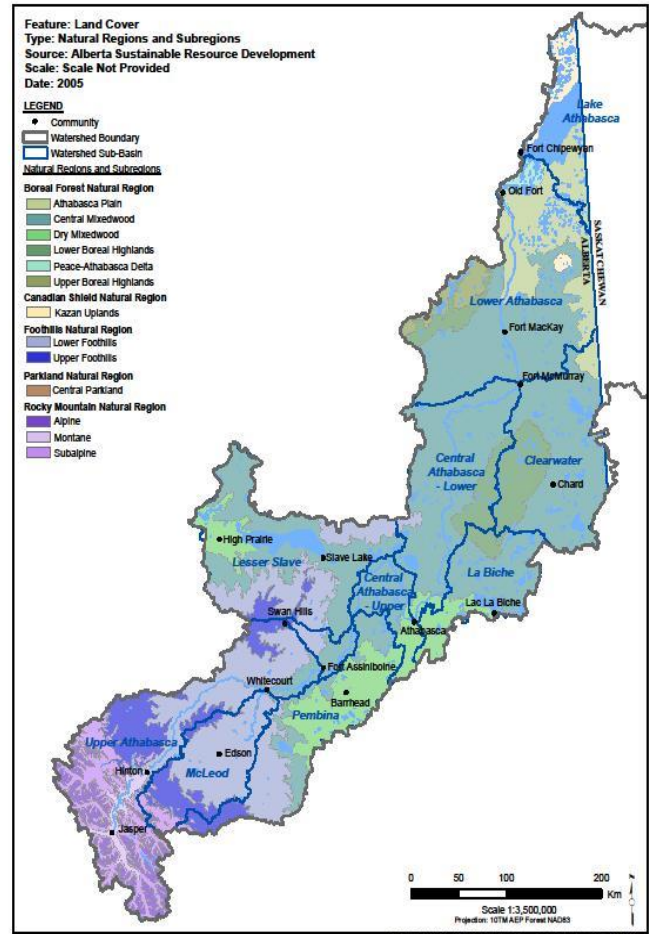 Feature: Land Cover
Type: Natural Regions and Subregions
Source: Alberta Sustainable Resource Development
Scale: Scale Not Provided
Date: 2005
LEGEND
Community
Watershed Boundary
Watershed Sub-Basin
Natural Regions and Subregions
Boreal Forest Natural Region
Athabasca Plain
Central Mixedwood
Dry Mixedwood
Lower Boreal Highlands
Peace-Athabasca Delta
Upper Boreal Highlands
Canadian Shield Natural Region
Kazan Uplands
Foothills Natural Region
Lower Foothills
Upper Foothills
Parkland Natural Region
Central Parkland
Rocky Mountain Natural Region
Alpine
Montane
Subalpine
Lake
Athabasca
Fort Chipewyan
Old Fort
SASKATCHEWAN
ALBERTA
Lower Athabasca
Fort MacKay
Fort McMurray
Central
Athabasca
- Lower
Clearwater
Chard
High Prairie
Lesser Slave
Slave Lake
Central
Athabasca
- Upper
La Biche
Lac La Biche
Swan Hills
Athabasca
Fort Assiniboine
Whitecourt
Barrhead
Pembina
Upper Athabasca
Edson
McLeod
Hinton
Jasper
0 50 100 200
Km
Scale 1:3,500,000
Projection: 10TM AEP Forest NAD83
N